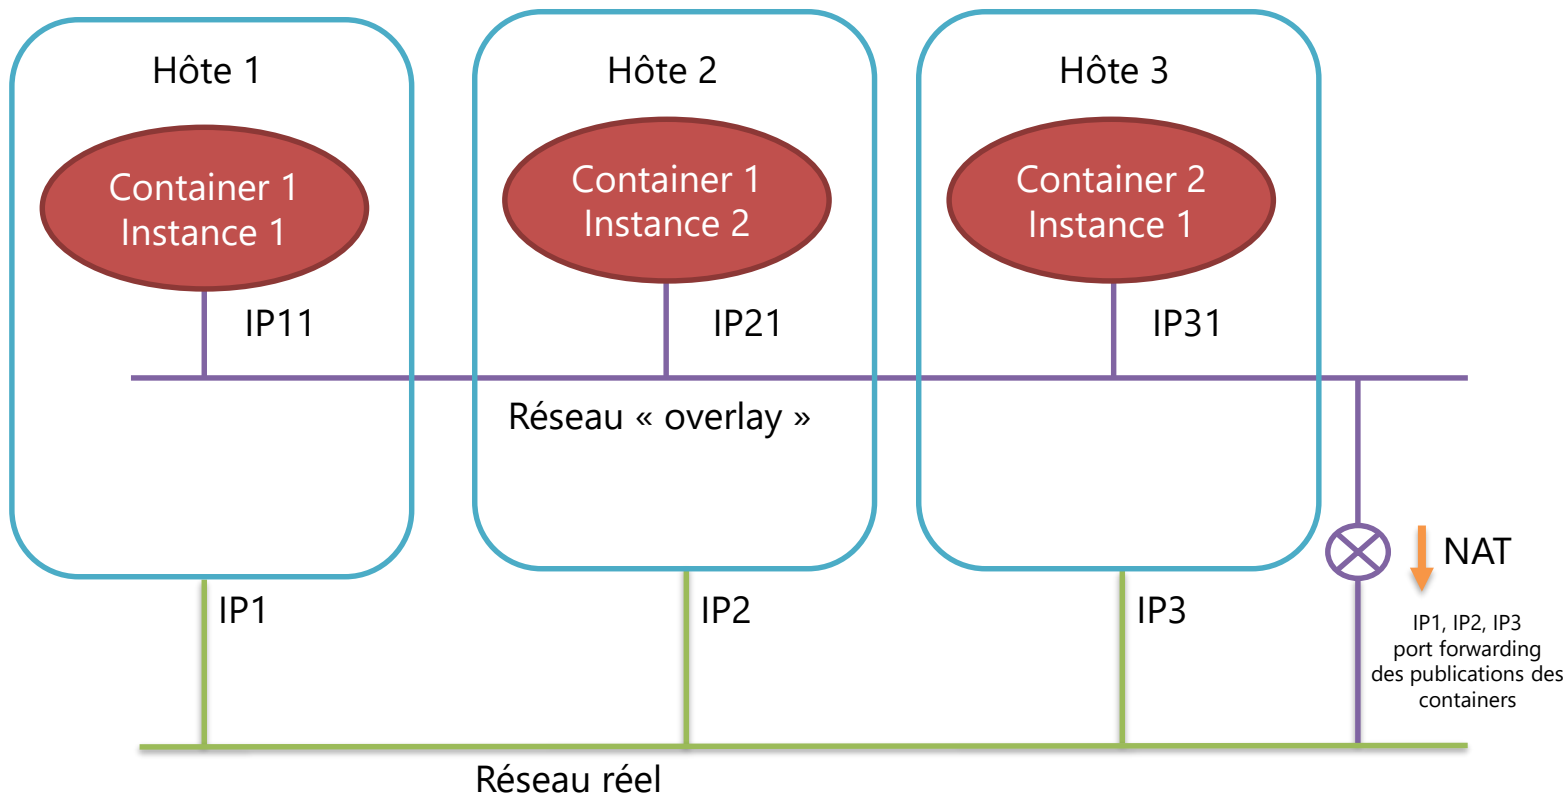 Hôte 1
Hôte 2
Hôte 3
Container 1
Instance 1
Container 1
Instance 2
Container 2
Instance 1
IP11
IP21
IP31
Réseau « overlay »
NAT
IP1
IP2
IP3
IP1, IP2, IP3
port forwarding
des publications des
containers
Réseau réel